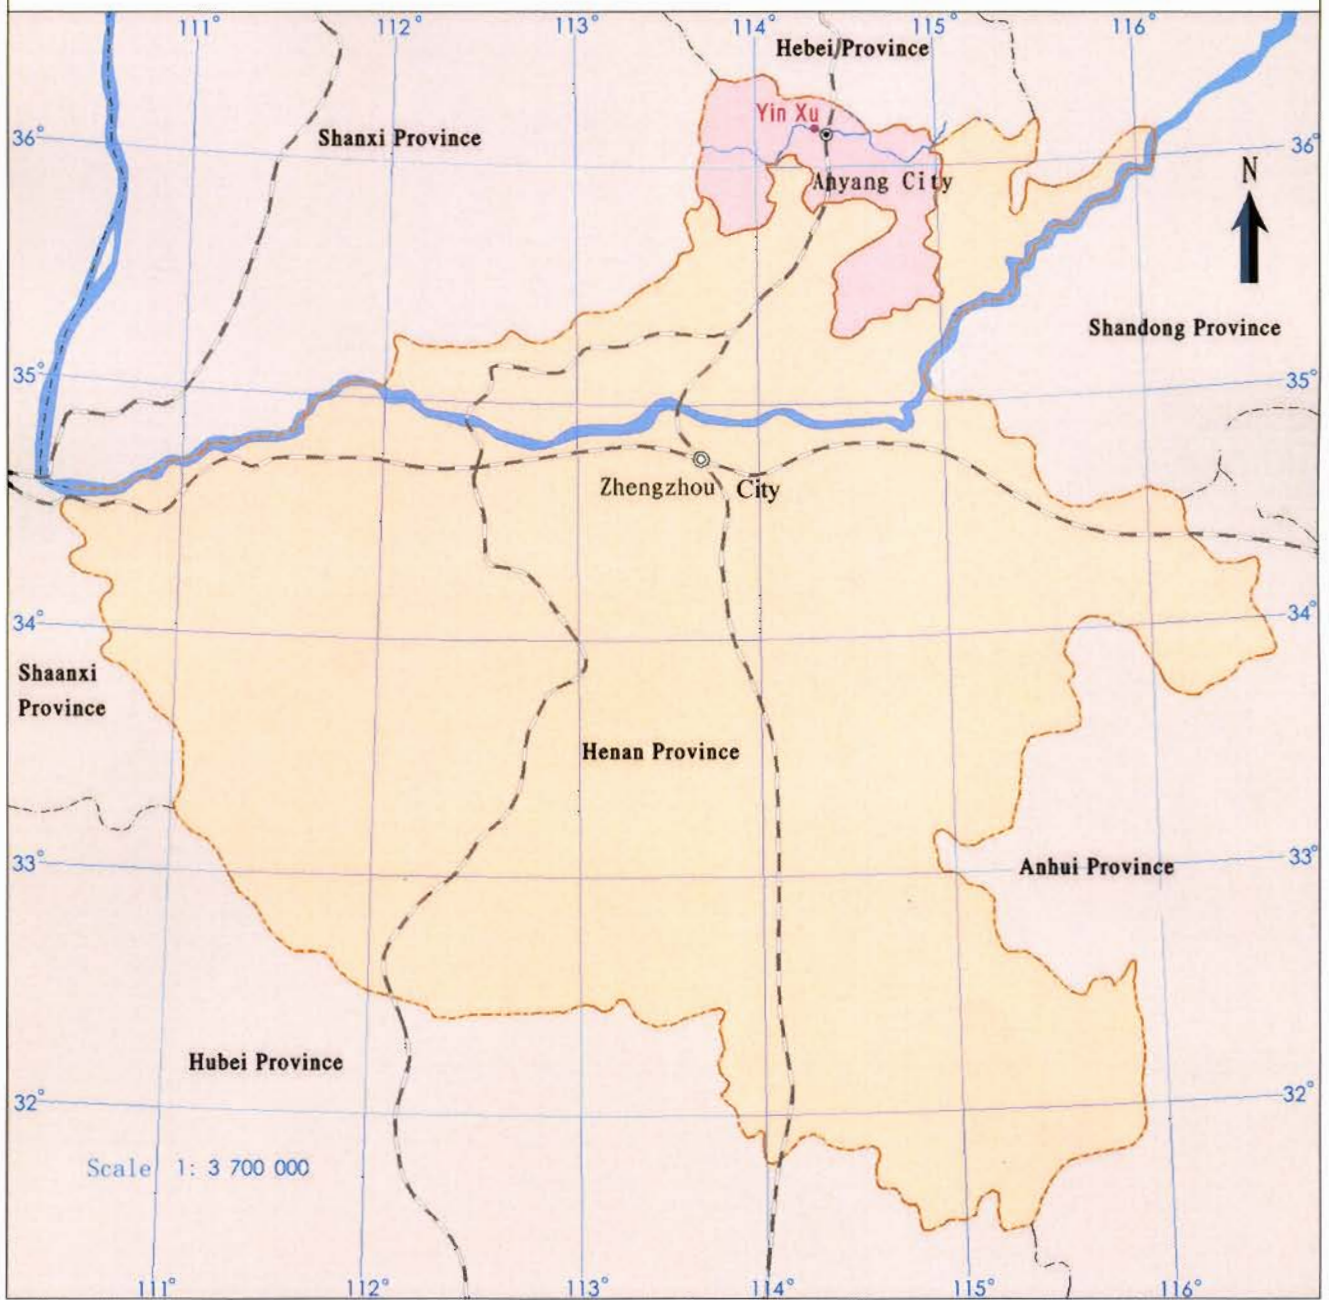 111° 112° 113° 114° 115° 116°
Hebei Province
Yin Xu
Shanxi Province
36° 36°
N
Anyang City
Shandong Province
35° 35°
Zhengzhou City
34° 34°
Shaanxi
Province
Henan Province
33° 33°
Anhui Province
Hubei Province
32° 32°
Scale 1: 3 700 000
111° 112° 113° 114° 115° 116°